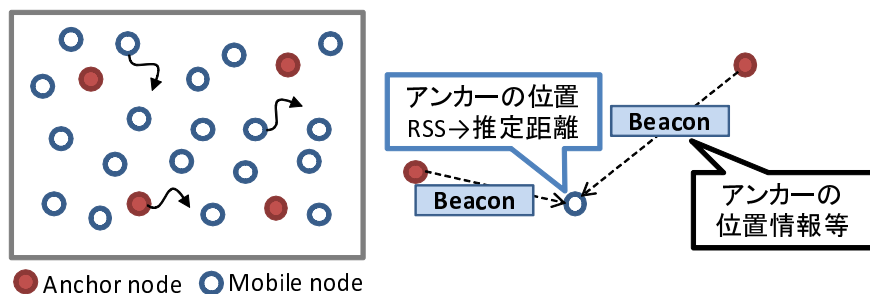 アンカーの位置
RSS→推定距離
Beacon
Beacon
アンカーの
位置情報等
Anchor node
Mobile node